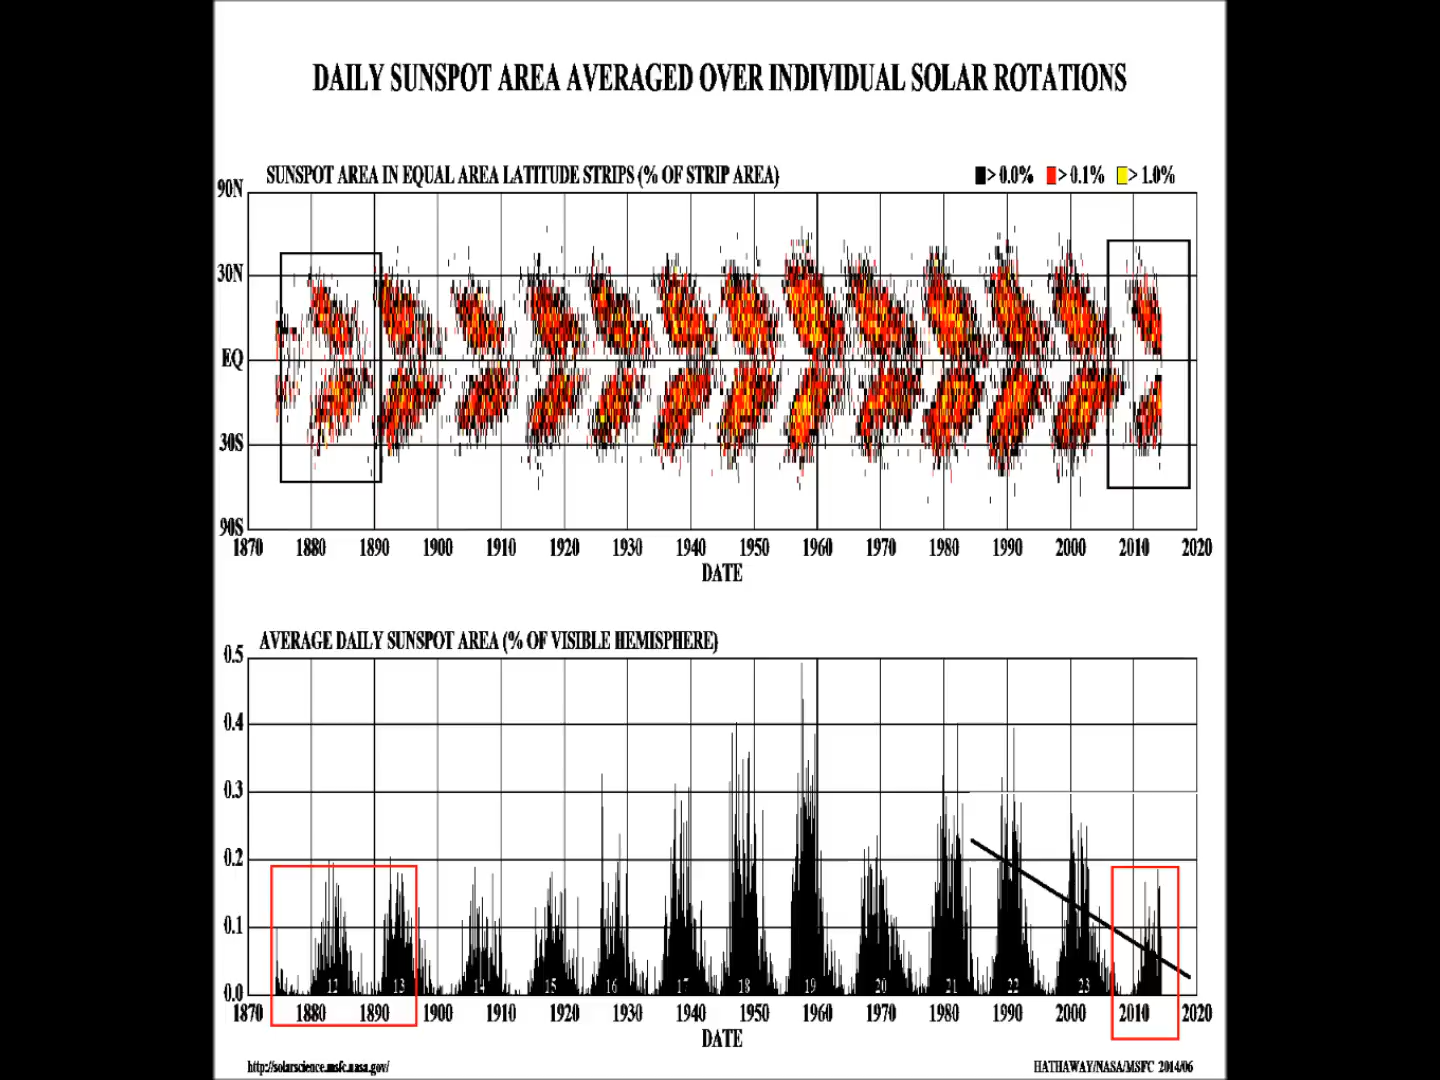 DAILY SUNSPOT AREA AVERAGED OVER INDIVIDUAL SOLAR ROTATIONS
SUNSPOT AREA IN EQUAL AREA LATITUDE STRIPS (% OF STRIP AREA) > 0.0% > 0.1% > 1.0%
90N
30N
EQ
30S
90S
1870 1880 1890 1900 1910 1920 1930 1940 1950 1960 1970 1980 1990 2000 2010 2020
DATE
AVERAGE DAILY SUNSPOT AREA (% OF VISIBLE HEMISPHERE)
0.5
0.4
0.3
0.2
0.1
0.0
12 13 14 15 16 17 18 19 20 21 22 23
1870 1880 1890 1900 1910 1920 1930 1940 1950 1960 1970 1980 1990 2000 2010 2020
DATE
http://solarscience.msfc.nasa.gov/ HATHAWAY/NASA/MSFC 2014/06